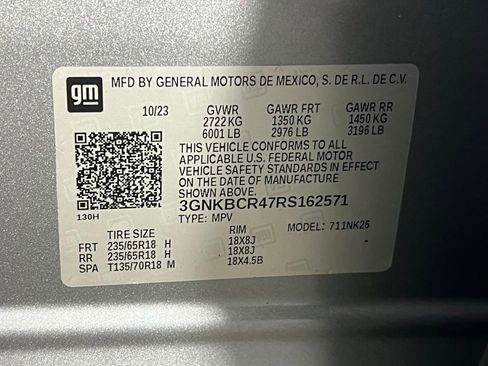 gm
MFD BY GENERAL MOTORS DE MEXICO, S. DE R.L. DE C.V.
10/23 GVWR GAWR FRT GAWR RR
2722 KG 1350 KG 1450 KG
6001 LB 2976 LB 3196 LB
THIS VEHICLE CONFORMS TO ALL
APPLICABLE U.S. FEDERAL MOTOR
VEHICLE SAFETY STANDARDS IN EFFECT
ON THE DATE OF MANUFACTURE
SHOWN ABOVE.
130H
3GNKBCR47RS162571
TYPE: MPV MODEL: 711NK26
TIRE SIZE RIM
FRT 235/65R18 H 18X8J
RR 235/65R18 H 18X8J
SPA T135/70R18 M 18X4.5B